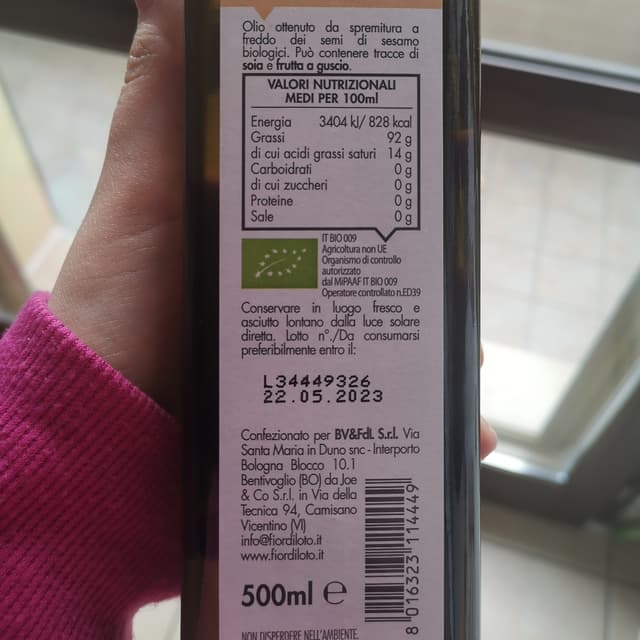 Olio ottenuto da spremitura a
freddo dei semi di sesamo
biologici. Può contenere tracce di
soia e frutta a guscio.
VALORI NUTRIZIONALI
MEDI PER 100ml
Energia 3404 kJ/ 828 kcal
Grassi 92 g
di cui acidi grassi saturi 14 g
Carboidrati 0 g
di cui zuccheri 0 g
Proteine 0 g
Sale 0 g
IT BIO 009
Agricoltura non UE
Organismo di controllo
autorizzato
dal MiPAAF IT BIO 009
Operatore controllato n.ED39
Conservare in luogo fresco e
asciutto lontano dalla luce solare
diretta. Lotto n°./Da consumarsi
preferibilmente entro il:
L34449326
22.05.2023
Confezionato per BV&FdL S.r.l. Via
Santa Maria in Duno snc - Interporto
Bologna Blocco 10.1
Bentivoglio (BO) da Joe
& Co S.r.l. in Via della
Tecnica 94, Camisano
Vicentino (VI)
info@fiordiloto.it
www.fiordiloto.it
500ml e
8 016323 114449
NON DISPERDERE NELL'AMBIENTE.